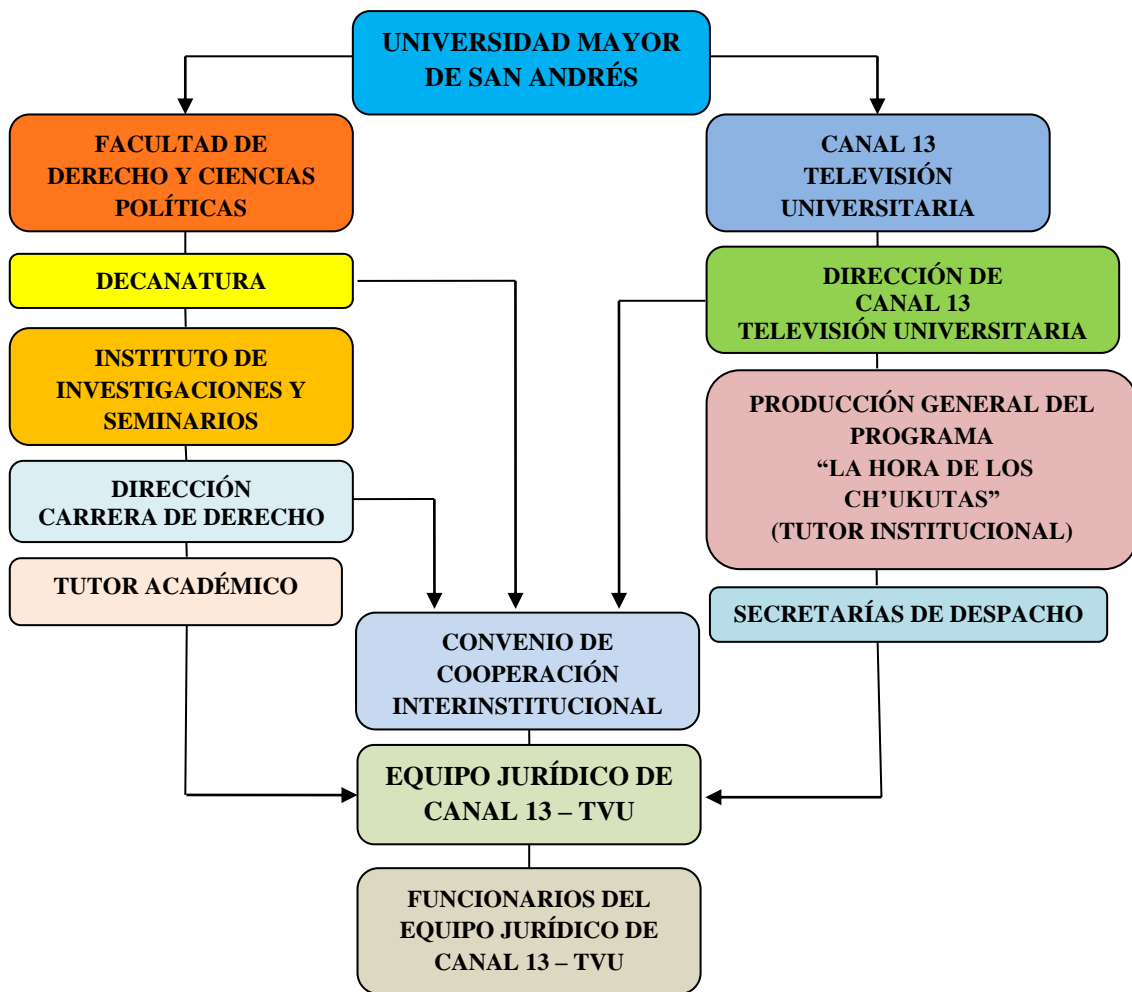 UNIVERSIDAD MAYOR
DE SAN ANDRÉS
FACULTAD DE
DERECHO Y CIENCIAS
POLÍTICAS
DECANATURA
INSTITUTO DE
INVESTIGACIONES Y
SEMINARIOS
DIRECCIÓN
CARRERA DE DERECHO
TUTOR ACADÉMICO
CANAL 13
TELEVISIÓN
UNIVERSITARIA
DIRECCIÓN DE
CANAL 13
TELEVISIÓN UNIVERSITARIA
PRODUCCIÓN GENERAL DEL
PROGRAMA
“LA HORA DE LOS
CH’UKUTAS”
(TUTOR INSTITUCIONAL)
SECRETARÍAS DE DESPACHO
CONVENIO DE
COOPERACIÓN
INTERINSTITUCIONAL
EQUIPO JURÍDICO DE
CANAL 13 – TVU
FUNCIONARIOS DEL
EQUIPO JURÍDICO DE
CANAL 13 – TVU